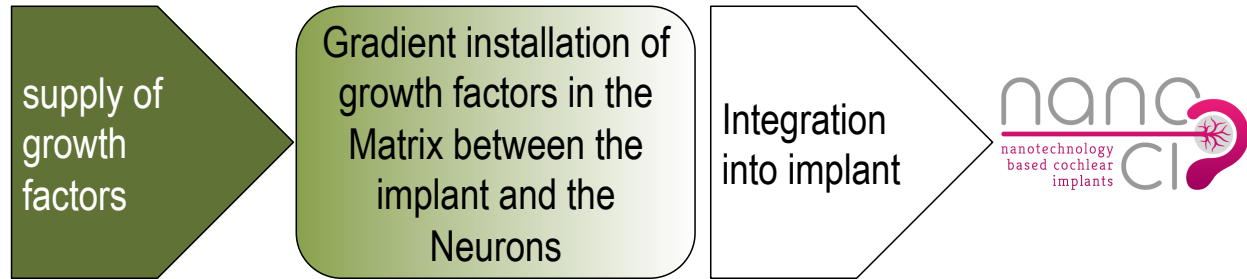 supply of
growth
factors
Gradient installation of
growth factors in the
Matrix between the
implant and the
Neurons
Integration
into implant
nano
CI
nanotechnology
based cochlear
implants